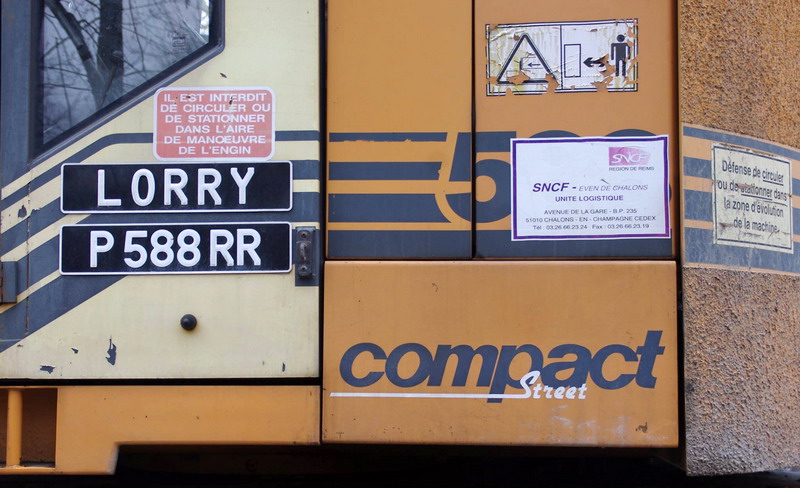 IL EST INTERDIT
DE CIRCULER OU
DE STATIONNER
DANS L'AIRE
DE MANOEUVRE
DE L'ENGIN
LORRY
P 588 RR
SNCF
REGION DE REIMS
SNCF - EVEN DE CHALONS
UNITE LOGISTIQUE
AVENUE DE LA GARE - B.P. 235
51010 CHALONS - EN - CHAMPAGNE CEDEX
Tél : 03.26.66.23.24 Fax : 03.26.66.23.19
Défense de circuler
ou de stationner dans
la zone d'évolution
de la machine
compact
Street